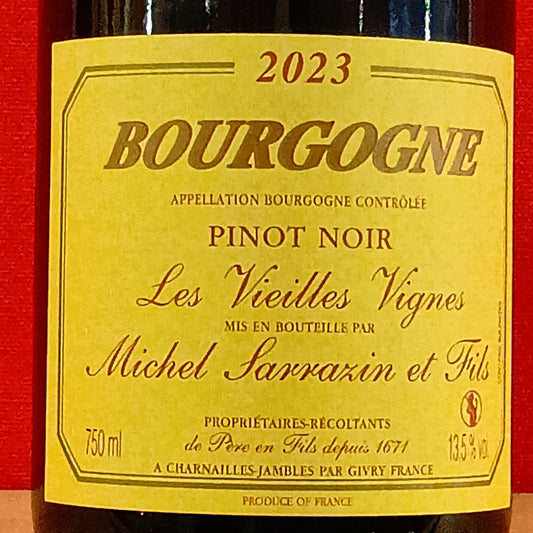 2023
BOURGOGNE
APPELLATION BOURGOGNE CONTRÔLÉE
PINOT NOIR
Les Vieilles Vignes
MIS EN BOUTEILLE PAR
Michel Sarrazin et Fils
PROPRIÉTAIRES-RÉCOLTANTS
750 ml
de Père en Fils depuis 1671
13,5 % vol
A CHARNAILLES-JAMBLES PAR GIVRY FRANCE
PRODUCE OF FRANCE